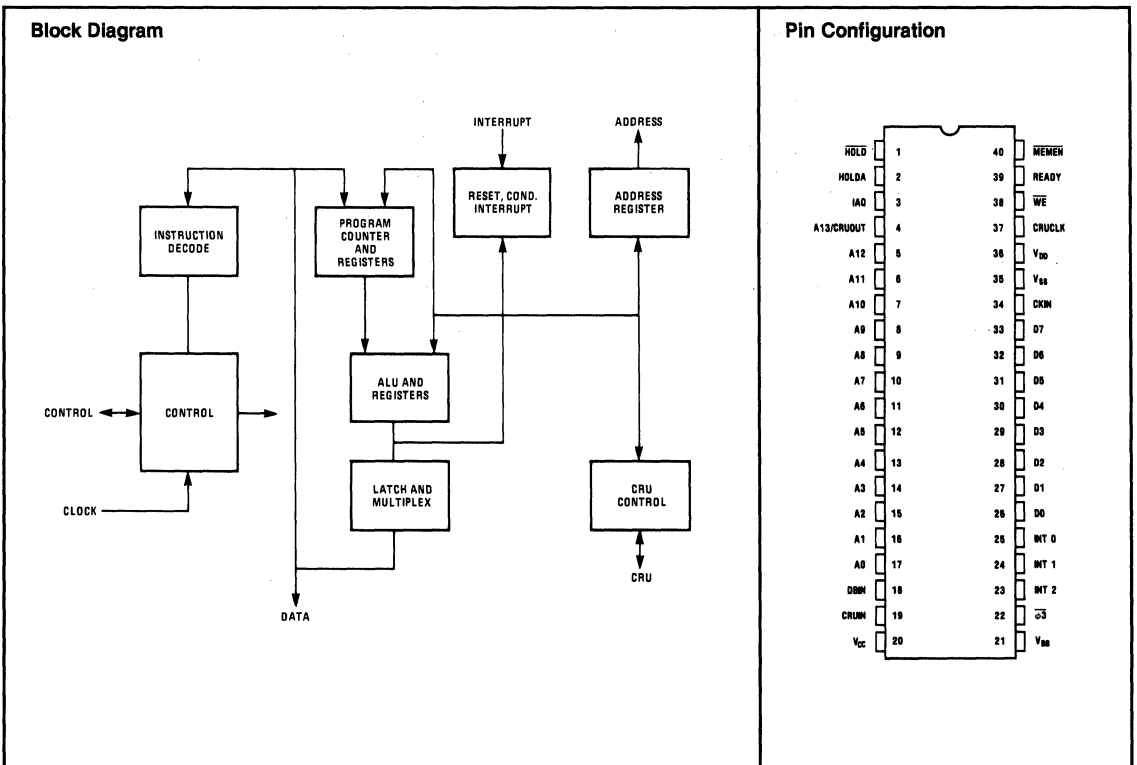 Block Diagram
INTERRUPT
ADDRESS
INSTRUCTION
DECODE
PROGRAM
COUNTER
AND
REGISTERS
RESET, COND.
INTERRUPT
ADDRESS
REGISTER
CONTROL
CONTROL
ALU AND
REGISTERS
CLOCK
LATCH AND
MULTIPLEX
CRU
CONTROL
DATA
CRU
Pin Configuration
HOLD 1 40 MEMEN
HOLDA 2 39 READY
IAQ 3 38 WE
A13/CRUOUT 4 37 CRUCLK
A12 5 36 VDD
A11 6 35 VSS
A10 7 34 CKIN
A9 8 33 D7
A8 9 32 D6
A7 10 31 D5
A6 11 30 D4
A5 12 29 D3
A4 13 28 D2
A3 14 27 D1
A2 15 26 D0
A1 16 25 INT 0
A0 17 24 INT 1
DBIN 18 23 INT 2
CRUIN 19 22 φ3
VCC 20 21 VSS